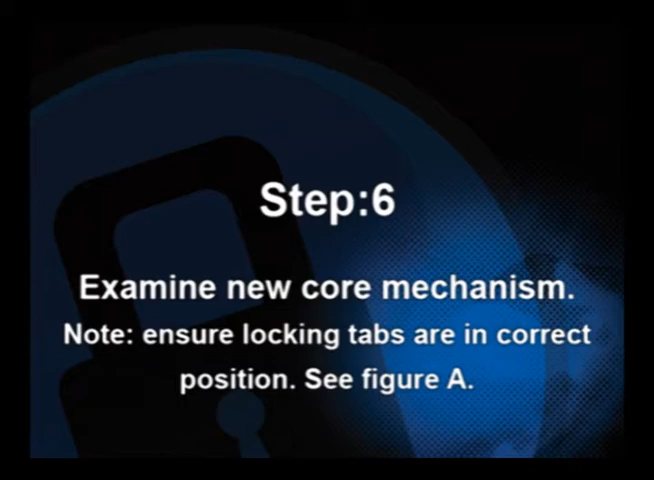 Step:6
Examine new core mechanism.
Note: ensure locking tabs are in correct
position. See figure A.